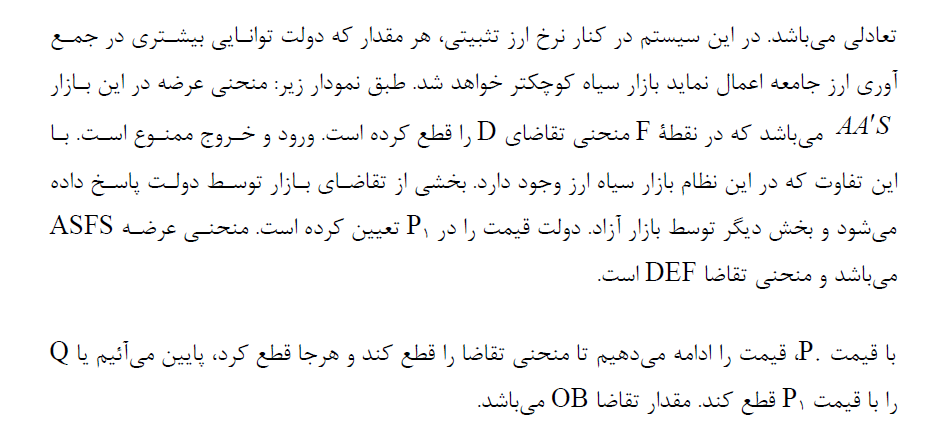 تعادلی می‌باشد. در این سیستم در کنار نرخ ارز تثبیتی، هر مقدار که دولت توانایی بیشتری در جمع
آوری ارز جامعه اعمال نماید بازار سیاه کوچکتر خواهد شد. طبق نمودار زیر: منحنی عرضه در این بازار
AA'S می‌باشد که در نقطهٔ F منحنی تقاضای D را قطع کرده است. ورود و خروج ممنوع است. با
این تفاوت که در این نظام بازار سیاه ارز وجود دارد. بخشی از تقاضای بازار توسط دولت پاسخ داده
می‌شود و بخش دیگر توسط بازار آزاد. دولت قیمت را در P۱ تعیین کرده است. منحنی عرضه ASFS
می‌باشد و منحنی تقاضا DEF است.
با قیمت P۰، قیمت را ادامه می‌دهیم تا منحنی تقاضا را قطع کند و هرجا قطع کرد، پایین می‌آئیم یا Q
را با قیمت P۱ قطع کند. مقدار تقاضا OB می‌باشد.